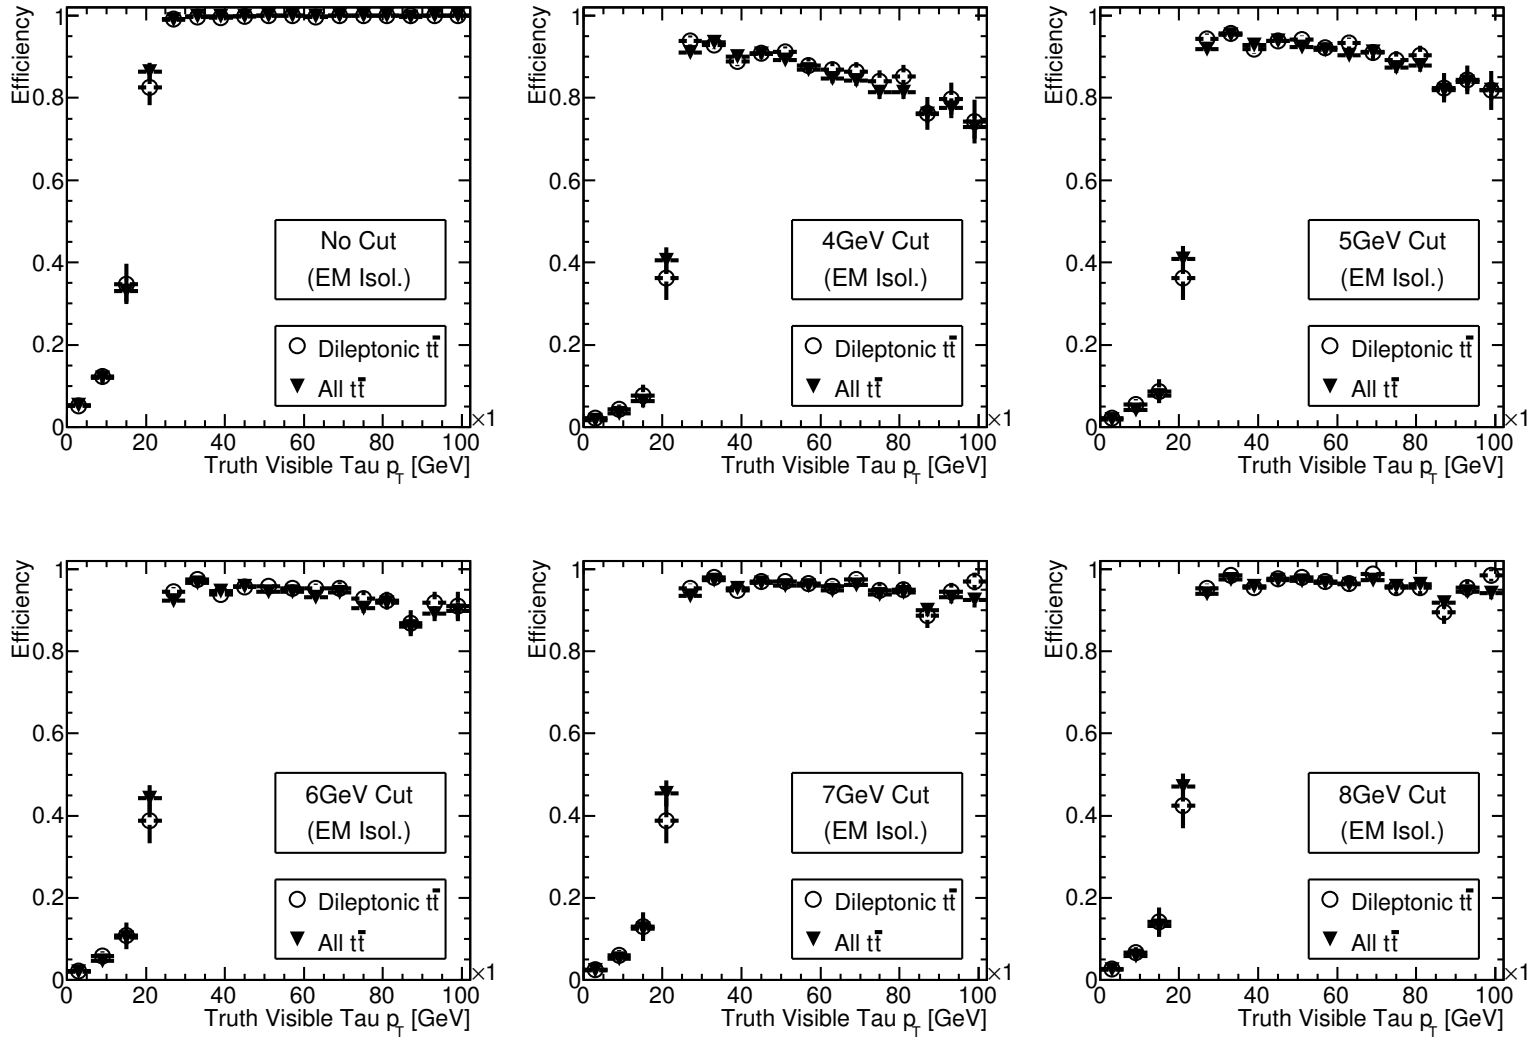 Efficiency
1
0.8
0.6
0.4
0.2
0
No Cut
(EM Isol.)
Dileptonic tt̄
All tt̄
0 20 40 60 80 100 ×1
Truth Visible Tau p_T [GeV]
Efficiency
1
0.8
0.6
0.4
0.2
0
4GeV Cut
(EM Isol.)
Dileptonic tt̄
All tt̄
0 20 40 60 80 100 ×1
Truth Visible Tau p_T [GeV]
Efficiency
1
0.8
0.6
0.4
0.2
0
5GeV Cut
(EM Isol.)
Dileptonic tt̄
All tt̄
0 20 40 60 80 100 ×1
Truth Visible Tau p_T [GeV]
Efficiency
1
0.8
0.6
0.4
0.2
0
6GeV Cut
(EM Isol.)
Dileptonic tt̄
All tt̄
0 20 40 60 80 100 ×1
Truth Visible Tau p_T [GeV]
Efficiency
1
0.8
0.6
0.4
0.2
0
7GeV Cut
(EM Isol.)
Dileptonic tt̄
All tt̄
0 20 40 60 80 100 ×1
Truth Visible Tau p_T [GeV]
Efficiency
1
0.8
0.6
0.4
0.2
0
8GeV Cut
(EM Isol.)
Dileptonic tt̄
All tt̄
0 20 40 60 80 100 ×1
Truth Visible Tau p_T [GeV]